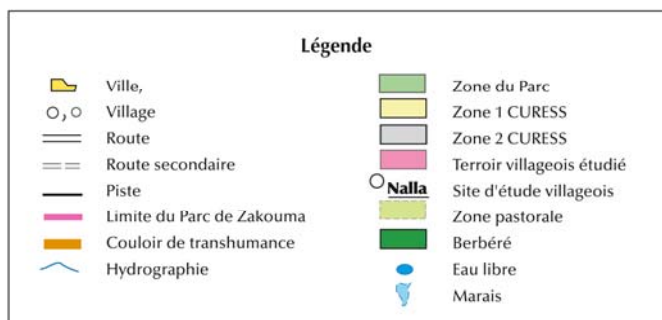 Légende
Ville,
Village
Route
Route secondaire
Piste
Limite du Parc de Zakouma
Couloir de transhumance
Hydrographie
Zone du Parc
Zone 1 CURESS
Zone 2 CURESS
Terroir villageois étudié
Nalla Site d'étude villageois
Zone pastorale
Berbéré
Eau libre
Marais